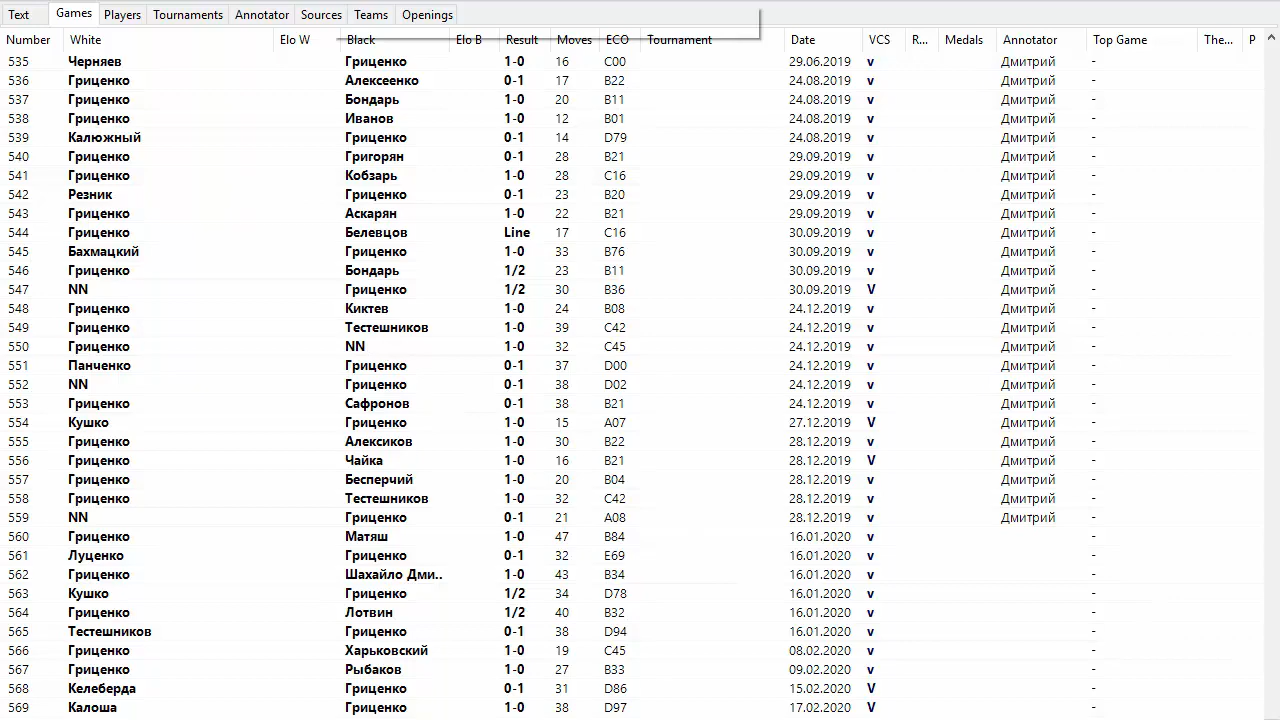 Text Games Players Tournaments Annotator Sources Teams Openings
Number White Elo W Black Elo B Result Moves ECO Tournament Date VCS R... Medals Annotator Top Game The... P
535 Черняев Гриценко 1-0 16 C00 29.06.2019 v Дмитрий -
536 Гриценко Алексеенко 0-1 17 B22 24.08.2019 v Дмитрий -
537 Гриценко Бондарь 1-0 20 B11 24.08.2019 v Дмитрий -
538 Гриценко Иванов 1-0 12 B01 24.08.2019 v Дмитрий -
539 Калюжный Гриценко 0-1 14 D79 24.08.2019 v Дмитрий -
540 Гриценко Григорян 0-1 28 B21 29.09.2019 v Дмитрий -
541 Гриценко Кобзарь 1-0 28 C16 29.09.2019 v Дмитрий -
542 Резник Гриценко 0-1 23 B20 29.09.2019 v Дмитрий -
543 Гриценко Аскарян 1-0 22 B21 29.09.2019 v Дмитрий -
544 Гриценко Белевцов Line 17 C16 30.09.2019 v Дмитрий -
545 Бахмацкий Гриценко 1-0 33 B76 30.09.2019 v Дмитрий -
546 Гриценко Бондарь 1/2 23 B11 30.09.2019 v Дмитрий -
547 NN Гриценко 1/2 30 B36 30.09.2019 V Дмитрий -
548 Гриценко Киктев 1-0 24 B08 24.12.2019 v Дмитрий -
549 Гриценко Тестешников 1-0 39 C42 24.12.2019 v Дмитрий -
550 Гриценко NN 1-0 32 C45 24.12.2019 v Дмитрий -
551 Панченко Гриценко 0-1 37 D00 24.12.2019 v Дмитрий -
552 NN Гриценко 0-1 38 D02 24.12.2019 v Дмитрий -
553 Гриценко Сафронов 0-1 38 B21 24.12.2019 v Дмитрий -
554 Кушко Гриценко 1-0 15 A07 27.12.2019 V Дмитрий -
555 Гриценко Алексиков 1-0 30 B22 28.12.2019 v Дмитрий -
556 Гриценко Чайка 1-0 16 B21 28.12.2019 V Дмитрий -
557 Гриценко Бесперчий 1-0 20 B04 28.12.2019 v Дмитрий -
558 Гриценко Тестешников 1-0 32 C42 28.12.2019 v Дмитрий -
559 NN Гриценко 0-1 21 A08 28.12.2019 v Дмитрий -
560 Гриценко Матяш 1-0 47 B84 16.01.2020 v -
561 Луценко Гриценко 0-1 32 E69 16.01.2020 v -
562 Гриценко Шахайло Дми.. 1-0 43 B34 16.01.2020 v -
563 Кушко Гриценко 1/2 34 D78 16.01.2020 v -
564 Гриценко Лотвин 1/2 40 B32 16.01.2020 v -
565 Тестешников Гриценко 0-1 38 D94 16.01.2020 v -
566 Гриценко Харьковский 1-0 19 C45 08.02.2020 v -
567 Гриценко Рыбаков 1-0 27 B33 09.02.2020 v -
568 Келеберда Гриценко 0-1 31 D86 15.02.2020 V -
569 Калоша Гриценко 1-0 38 D97 17.02.2020 V -